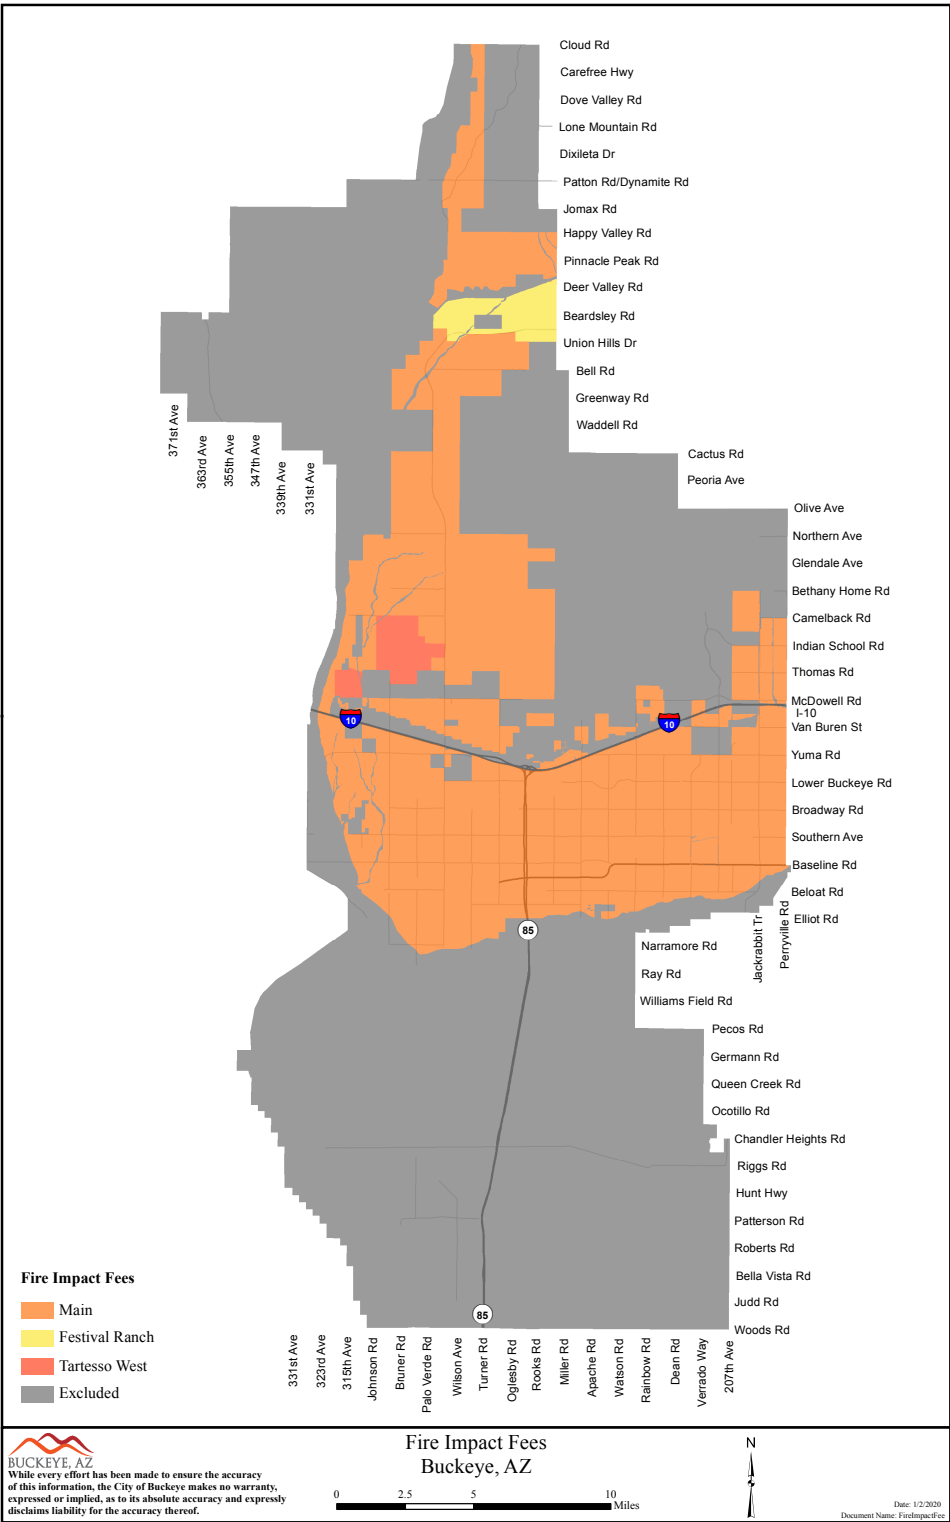 Cloud Rd
Carefree Hwy
Dove Valley Rd
Lone Mountain Rd
Dixileta Dr
Patton Rd/Dynamite Rd
Jomax Rd
Happy Valley Rd
Pinnacle Peak Rd
Deer Valley Rd
Beardsley Rd
Union Hills Dr
Bell Rd
Greenway Rd
Waddell Rd
Cactus Rd
Peoria Ave
Olive Ave
Northern Ave
Glendale Ave
Bethany Home Rd
Camelback Rd
Indian School Rd
Thomas Rd
McDowell Rd
I-10
Van Buren St
Yuma Rd
Lower Buckeye Rd
Broadway Rd
Southern Ave
Baseline Rd
Beloat Rd
Elliot Rd
371st Ave
363rd Ave
355th Ave
347th Ave
339th Ave
331st Ave
10
10
85
Jackrabbit Tr
Perryville Rd
Narramore Rd
Ray Rd
Williams Field Rd
Pecos Rd
Germann Rd
Queen Creek Rd
Ocotillo Rd
Chandler Heights Rd
Riggs Rd
Hunt Hwy
Patterson Rd
Roberts Rd
Bella Vista Rd
Judd Rd
Woods Rd
85
Fire Impact Fees
Main
Festival Ranch
Tartesso West
Excluded
331st Ave
323rd Ave
315th Ave
Johnson Rd
Bruner Rd
Palo Verde Rd
Wilson Ave
Turner Rd
Oglesby Rd
Rooks Rd
Miller Rd
Apache Rd
Watson Rd
Rainbow Rd
Dean Rd
Verrado Way
207th Ave
BUCKEYE, AZ
While every effort has been made to ensure the accuracy
of this information, the City of Buckeye makes no warranty,
expressed or implied, as to its absolute accuracy and expressly
disclaims liability for the accuracy thereof.
Fire Impact Fees
Buckeye, AZ
0 2.5 5 10
Miles
N
Date: 1/2/2020
Document Name: FireImpactFee